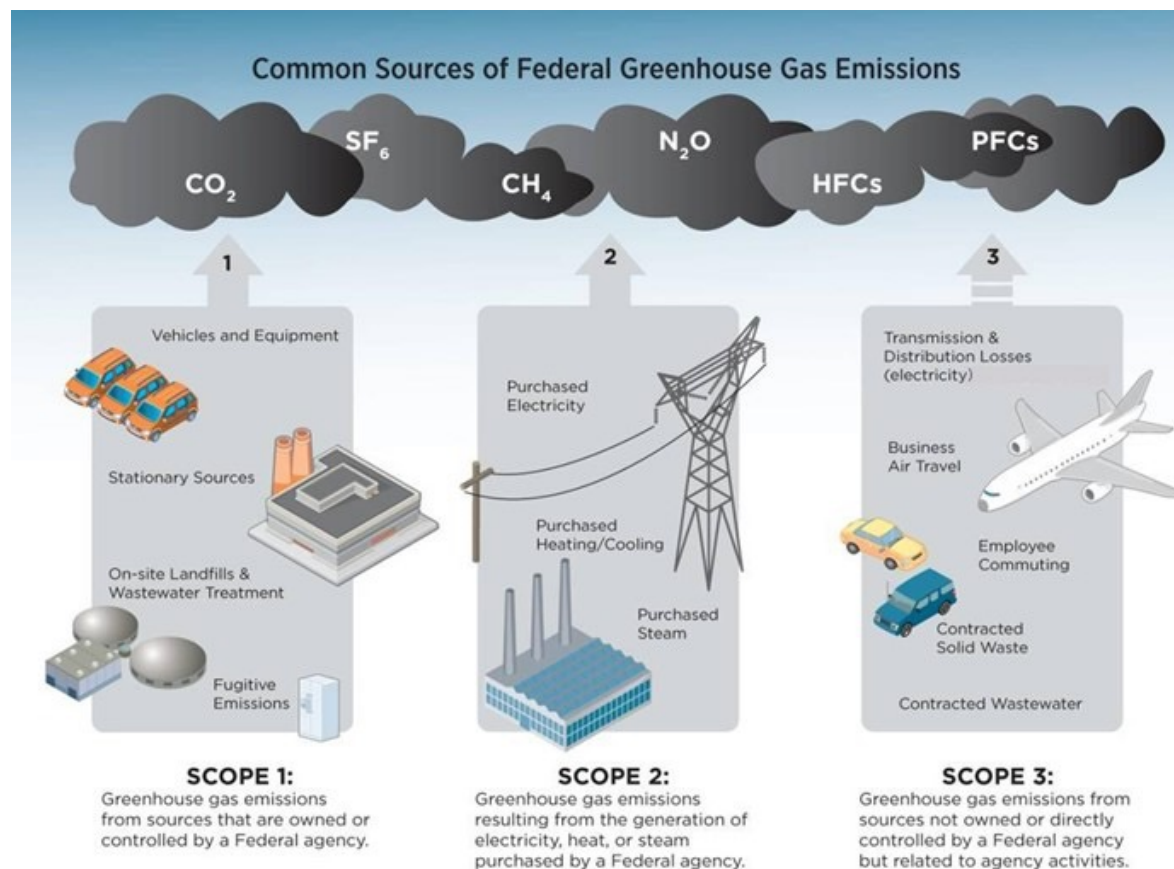 Common Sources of Federal Greenhouse Gas Emissions
SF₆
N₂O
PFCs
CO₂
CH₄
HFCs
1
2
3
Vehicles and Equipment
Stationary Sources
On-site Landfills &
Wastewater Treatment
Fugitive
Emissions
Purchased
Electricity
Purchased
Heating/Cooling
Purchased
Steam
Transmission &
Distribution Losses
(electricity)
Business
Air Travel
Employee
Commuting
Contracted
Solid Waste
Contracted Wastewater
SCOPE 1:
Greenhouse gas emissions
from sources that are owned or
controlled by a Federal agency.
SCOPE 2:
Greenhouse gas emissions
resulting from the generation of
electricity, heat, or steam
purchased by a Federal agency.
SCOPE 3:
Greenhouse gas emissions from
sources not owned or directly
controlled by a Federal agency
but related to agency activities.